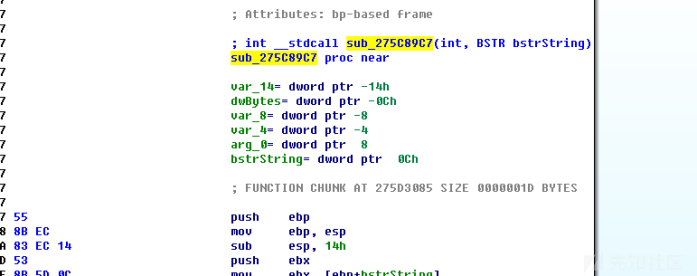 7 ; Attributes: bp-based frame
7
7 ; int __stdcall sub_275C89C7(int, BSTR bstrString)
7 sub_275C89C7 proc near
7
7 var_14= dword ptr -14h
7 dwBytes= dword ptr -0Ch
7 var_8= dword ptr -8
7 var_4= dword ptr -4
7 arg_0= dword ptr  8
7 bstrString= dword ptr  0Ch
7
7 ; FUNCTION CHUNK AT 275D3085 SIZE 0000001D BYTES
7
7 55 push    ebp
8 8B EC mov     ebp, esp
A 83 EC 14 sub     esp, 14h
D 53 push    ebx
E 8B 5D 0C mov     ebx, [ebp+bstrString]